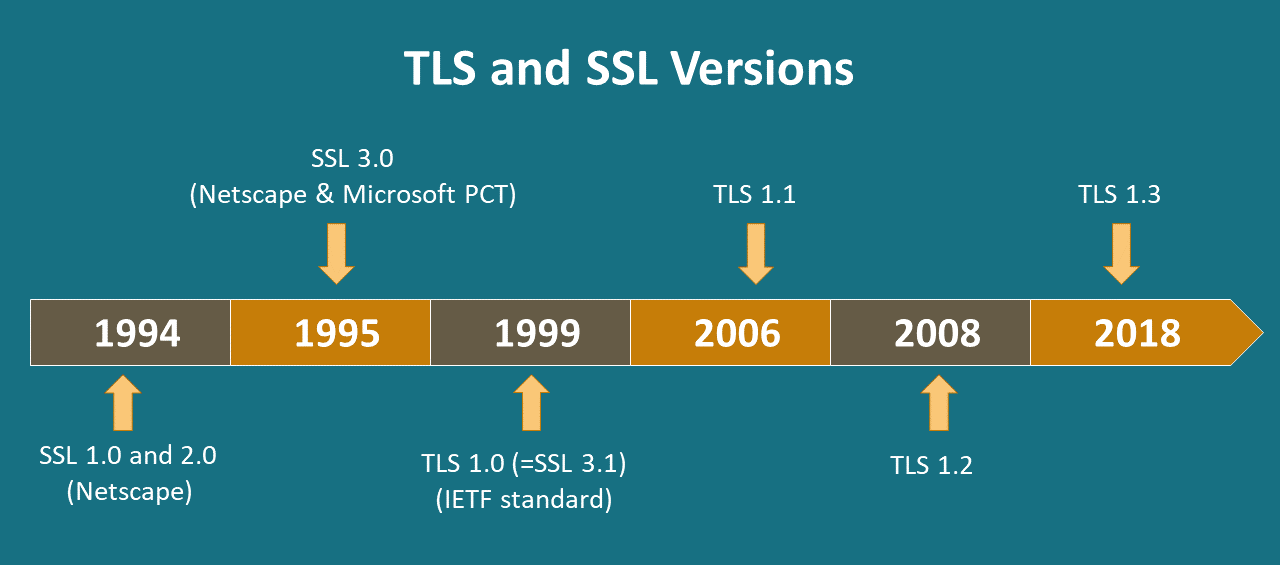 TLS and SSL Versions
SSL 3.0
(Netscape & Microsoft PCT)
TLS 1.1
TLS 1.3
1994
1995
1999
2006
2008
2018
SSL 1.0 and 2.0
(Netscape)
TLS 1.0 (=SSL 3.1)
(IETF standard)
TLS 1.2